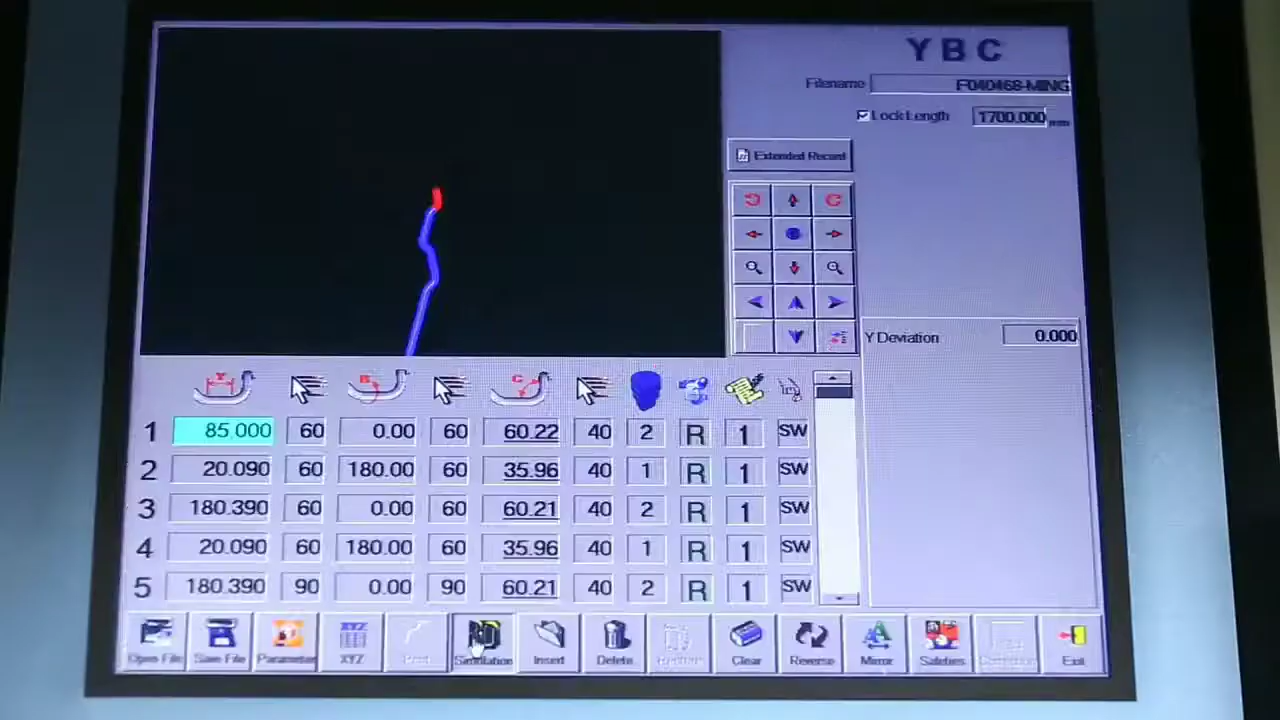 YBC
Filename F040468-MING
Lock Length 1700.000 mm
Extended Record
Y Deviation 0.000
Y B C
1 85.000 60 0.00 60 60.22 40 2 R 1 SW
2 20.090 60 180.00 60 35.96 40 1 R 1 SW
3 180.390 60 0.00 60 60.21 40 2 R 1 SW
4 20.090 60 180.00 60 35.96 40 1 R 1 SW
5 180.390 90 0.00 90 60.21 40 2 R 1 SW
XYZ
Open File Save File Parameter XYZ Simulation Insert Delete Clear Reverse Mirror Safeties Exit